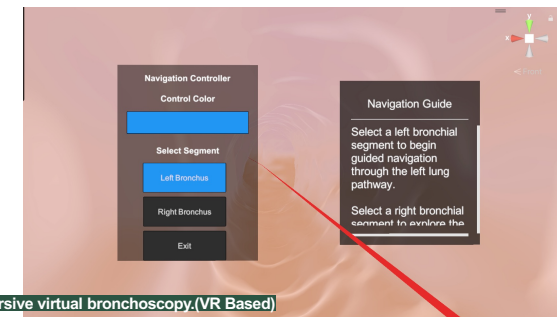 Navigation Controller
Control Color
Select Segment
Left Bronchus
Right Bronchus
Exit
Navigation Guide
Select a left bronchial
segment to begin
guided navigation
through the left lung
pathway.
Select a right bronchial
segment to explore the
y
x
Front
rsive virtual bronchoscopy.(VR Based)